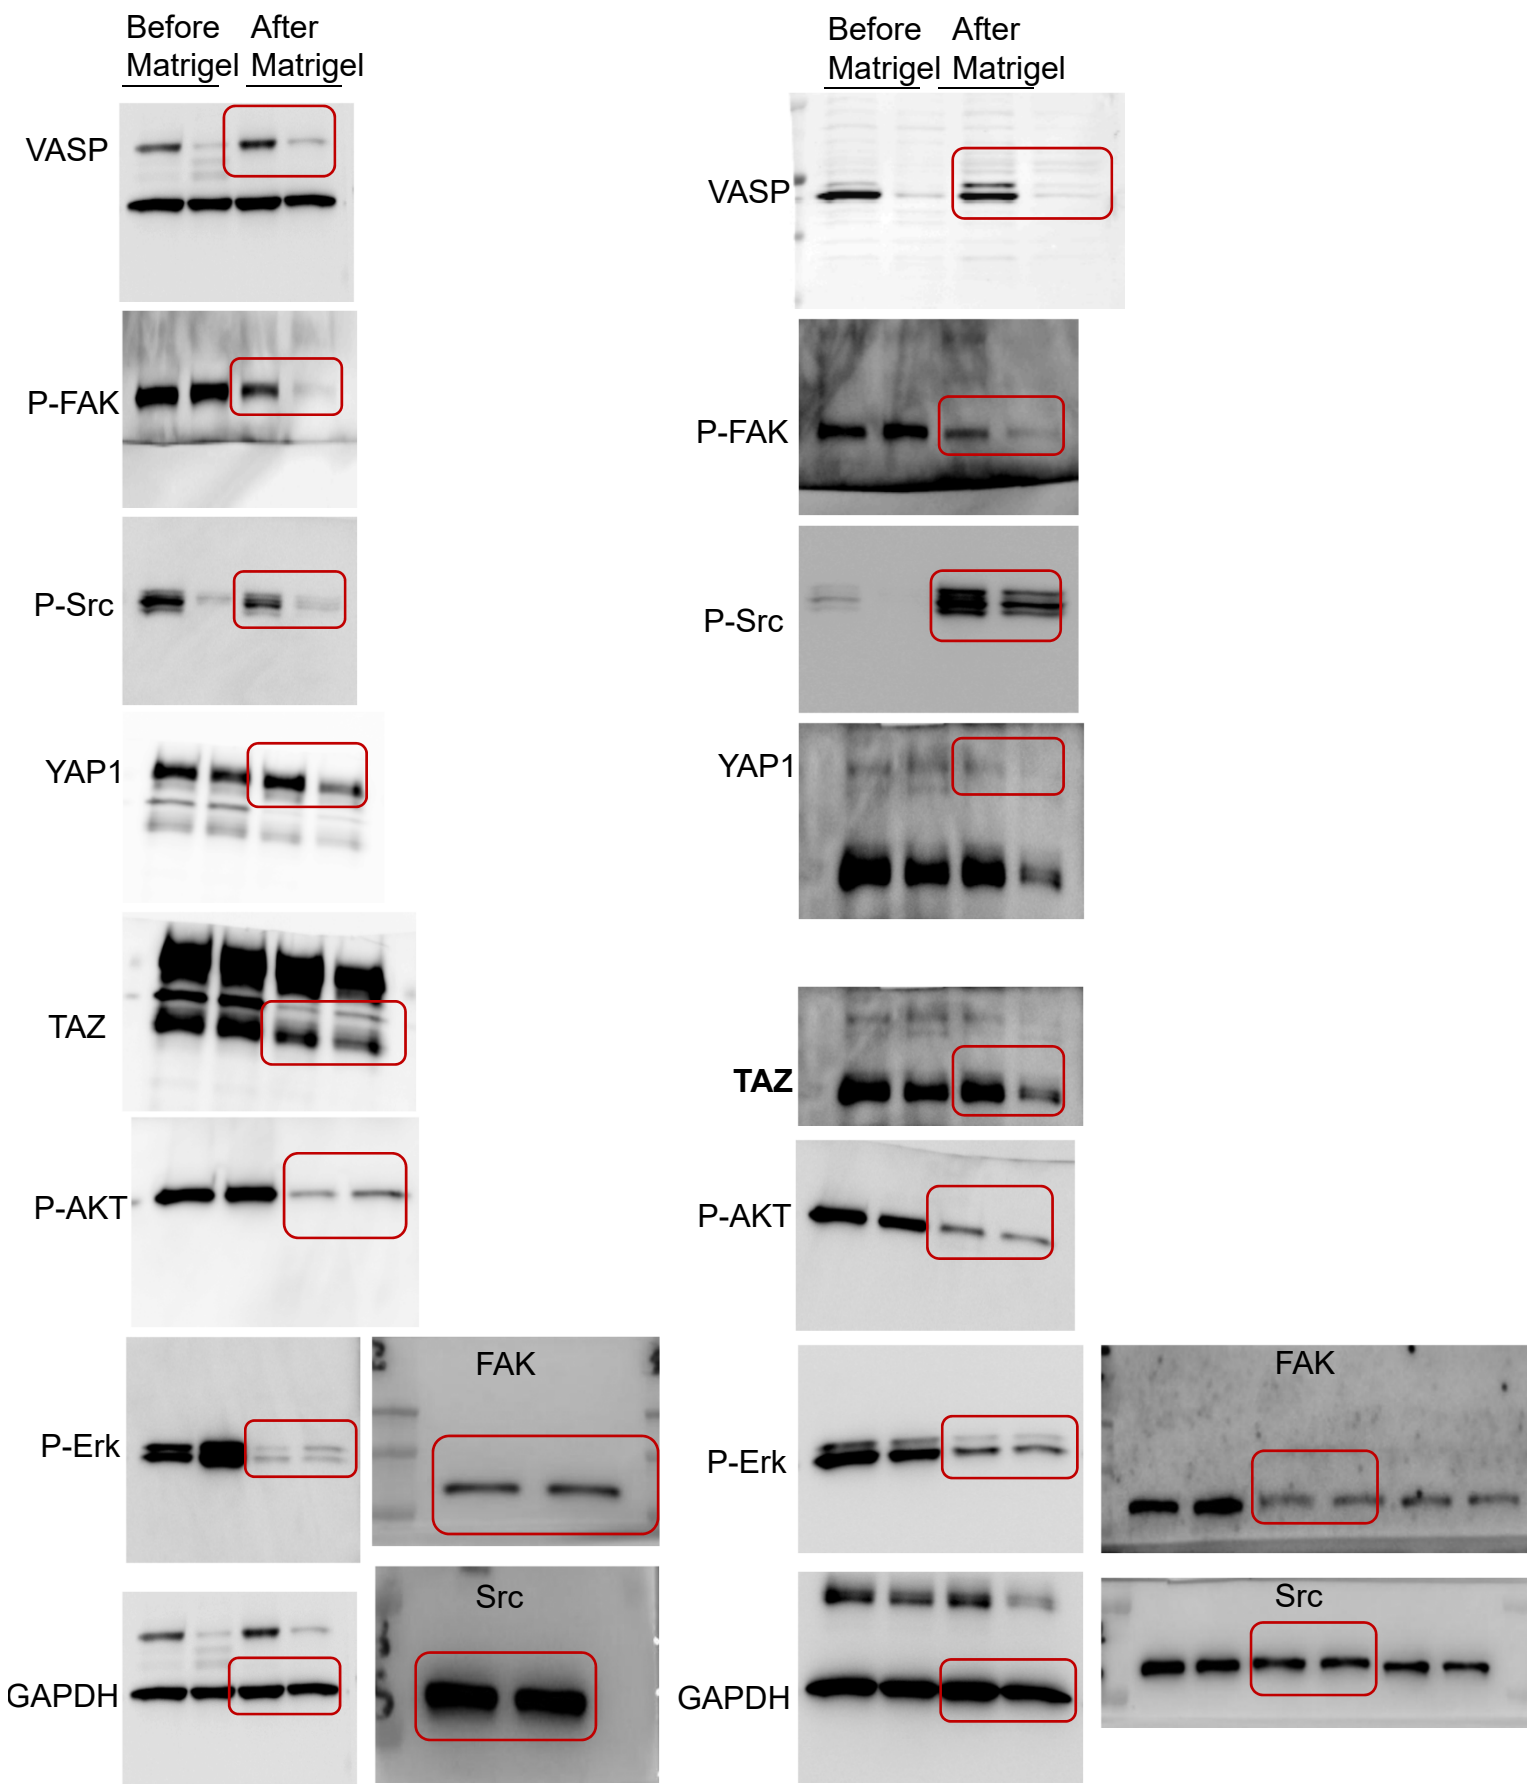 Before After
Matrigel Matrigel
VASP
P-FAK
P-Src
YAP1
TAZ
P-AKT
P-Erk
FAK
Src
GAPDH
Before After
Matrigel Matrigel
VASP
P-FAK
P-Src
YAP1
TAZ
P-AKT
P-Erk
FAK
Src
GAPDH